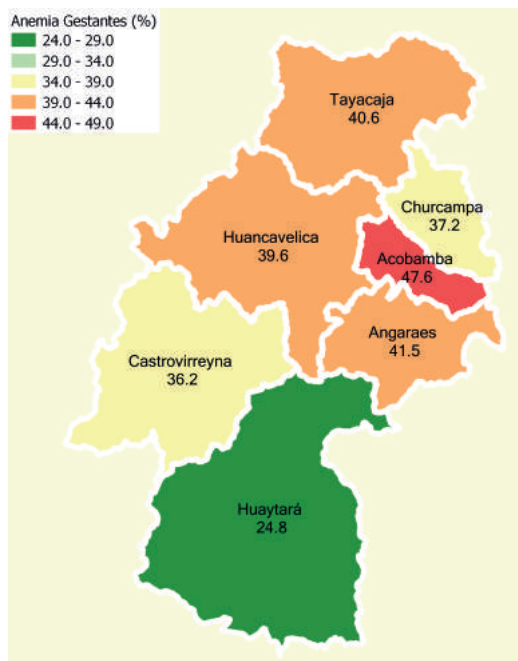 Anemia Gestantes (%)
24.0 - 29.0
29.0 - 34.0
34.0 - 39.0
39.0 - 44.0
44.0 - 49.0
Tayacaja
40.6
Churcampa
37.2
Huancavelica
39.6
Acobamba
47.6
Angaraes
41.5
Castrovirreyna
36.2
Huaytará
24.8